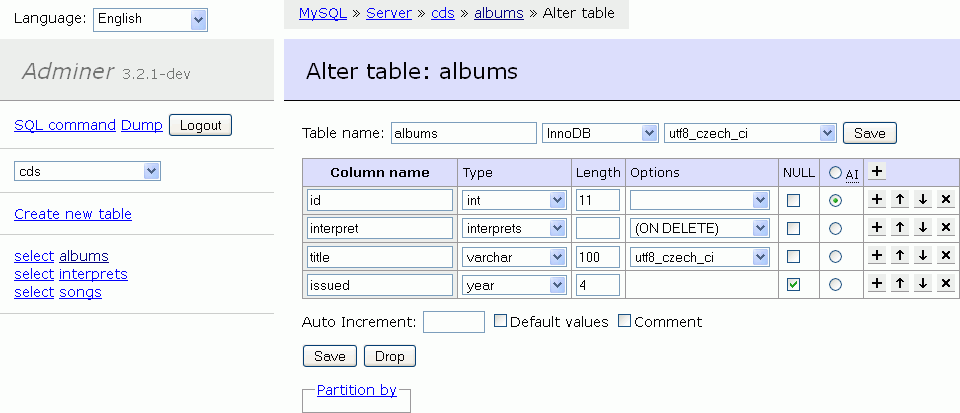 Language: English
MySQL » Server » cds » albums » Alter table
Adminer 3.2.1-dev
Alter table: albums
SQL command Dump Logout
cds
Create new table
select albums
select interprets
select songs
Table name: albums InnoDB utf8_czech_ci Save
Column name Type Length Options NULL AI +
id int 11 + ↑ ↓ ×
interpret interprets (ON DELETE) + ↑ ↓ ×
title varchar 100 utf8_czech_ci + ↑ ↓ ×
issued year 4 + ↑ ↓ ×
Auto Increment: Default values Comment
Save Drop
Partition by